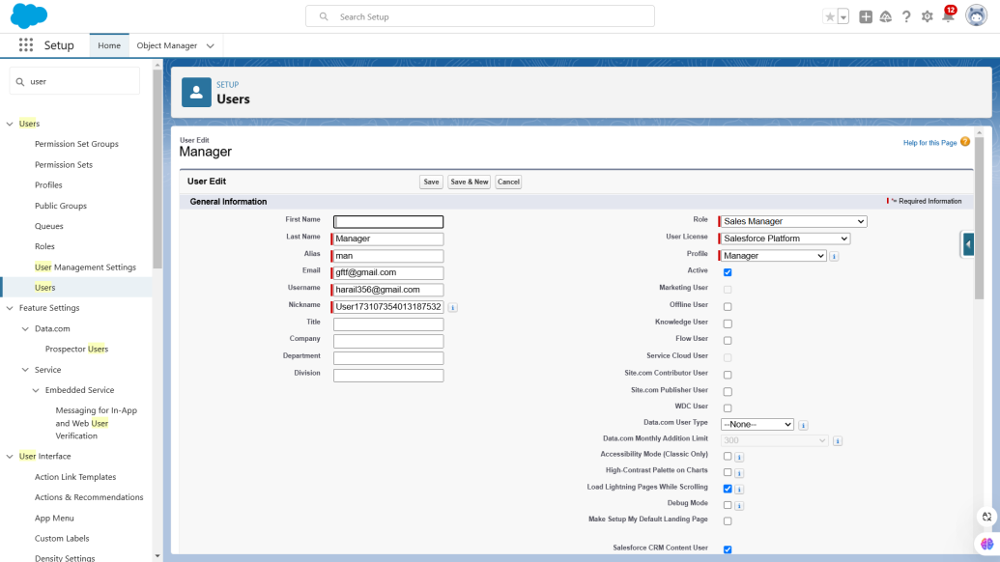 Search Setup
12
Setup
Home
Object Manager
user
Users
Permission Set Groups
Permission Sets
Profiles
Public Groups
Queues
Roles
User Management Settings
Users
Feature Settings
Data.com
Prospector Users
Service
Embedded Service
Messaging for In-App
and Web User
Verification
User Interface
Action Link Templates
Actions & Recommendations
App Menu
Custom Labels
Density Settings
SETUP
Users
User Edit
Manager
Help for this Page
User Edit
Save
Save & New
Cancel
General Information
= Required Information
First Name
Last Name Manager
Alias man
Email gftf@gmail.com
Username harail356@gmail.com
Nickname User173107354013187532
Title
Company
Department
Division
Role Sales Manager
User License Salesforce Platform
Profile Manager
Active
Marketing User
Offline User
Knowledge User
Flow User
Service Cloud User
Site.com Contributor User
Site.com Publisher User
WDC User
Data.com User Type --None--
Data.com Monthly Addition Limit 300
Accessibility Mode (Classic Only)
High-Contrast Palette on Charts
Load Lightning Pages While Scrolling
Debug Mode
Make Setup My Default Landing Page
Salesforce CRM Content User